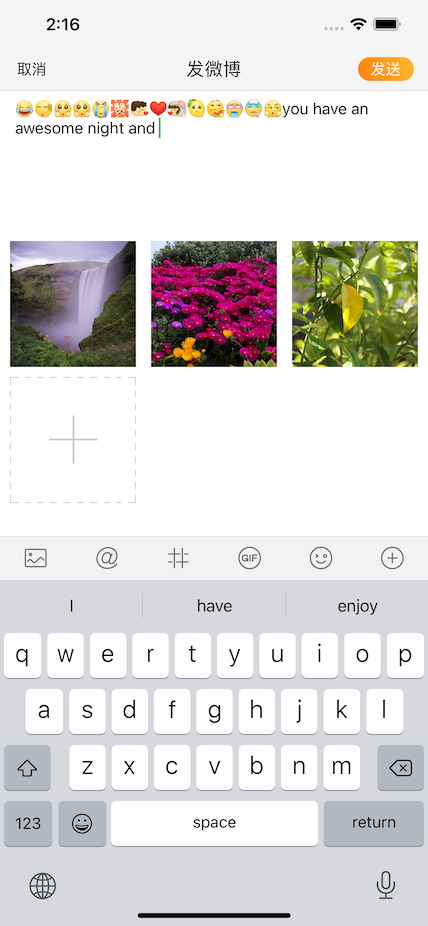 2:16
取消
发微博
发送
you have an
awesome night and
GIF
I
have
enjoy
q w e r t y u i o p
a s d f g h j k l
z x c v b n m
123
space
return